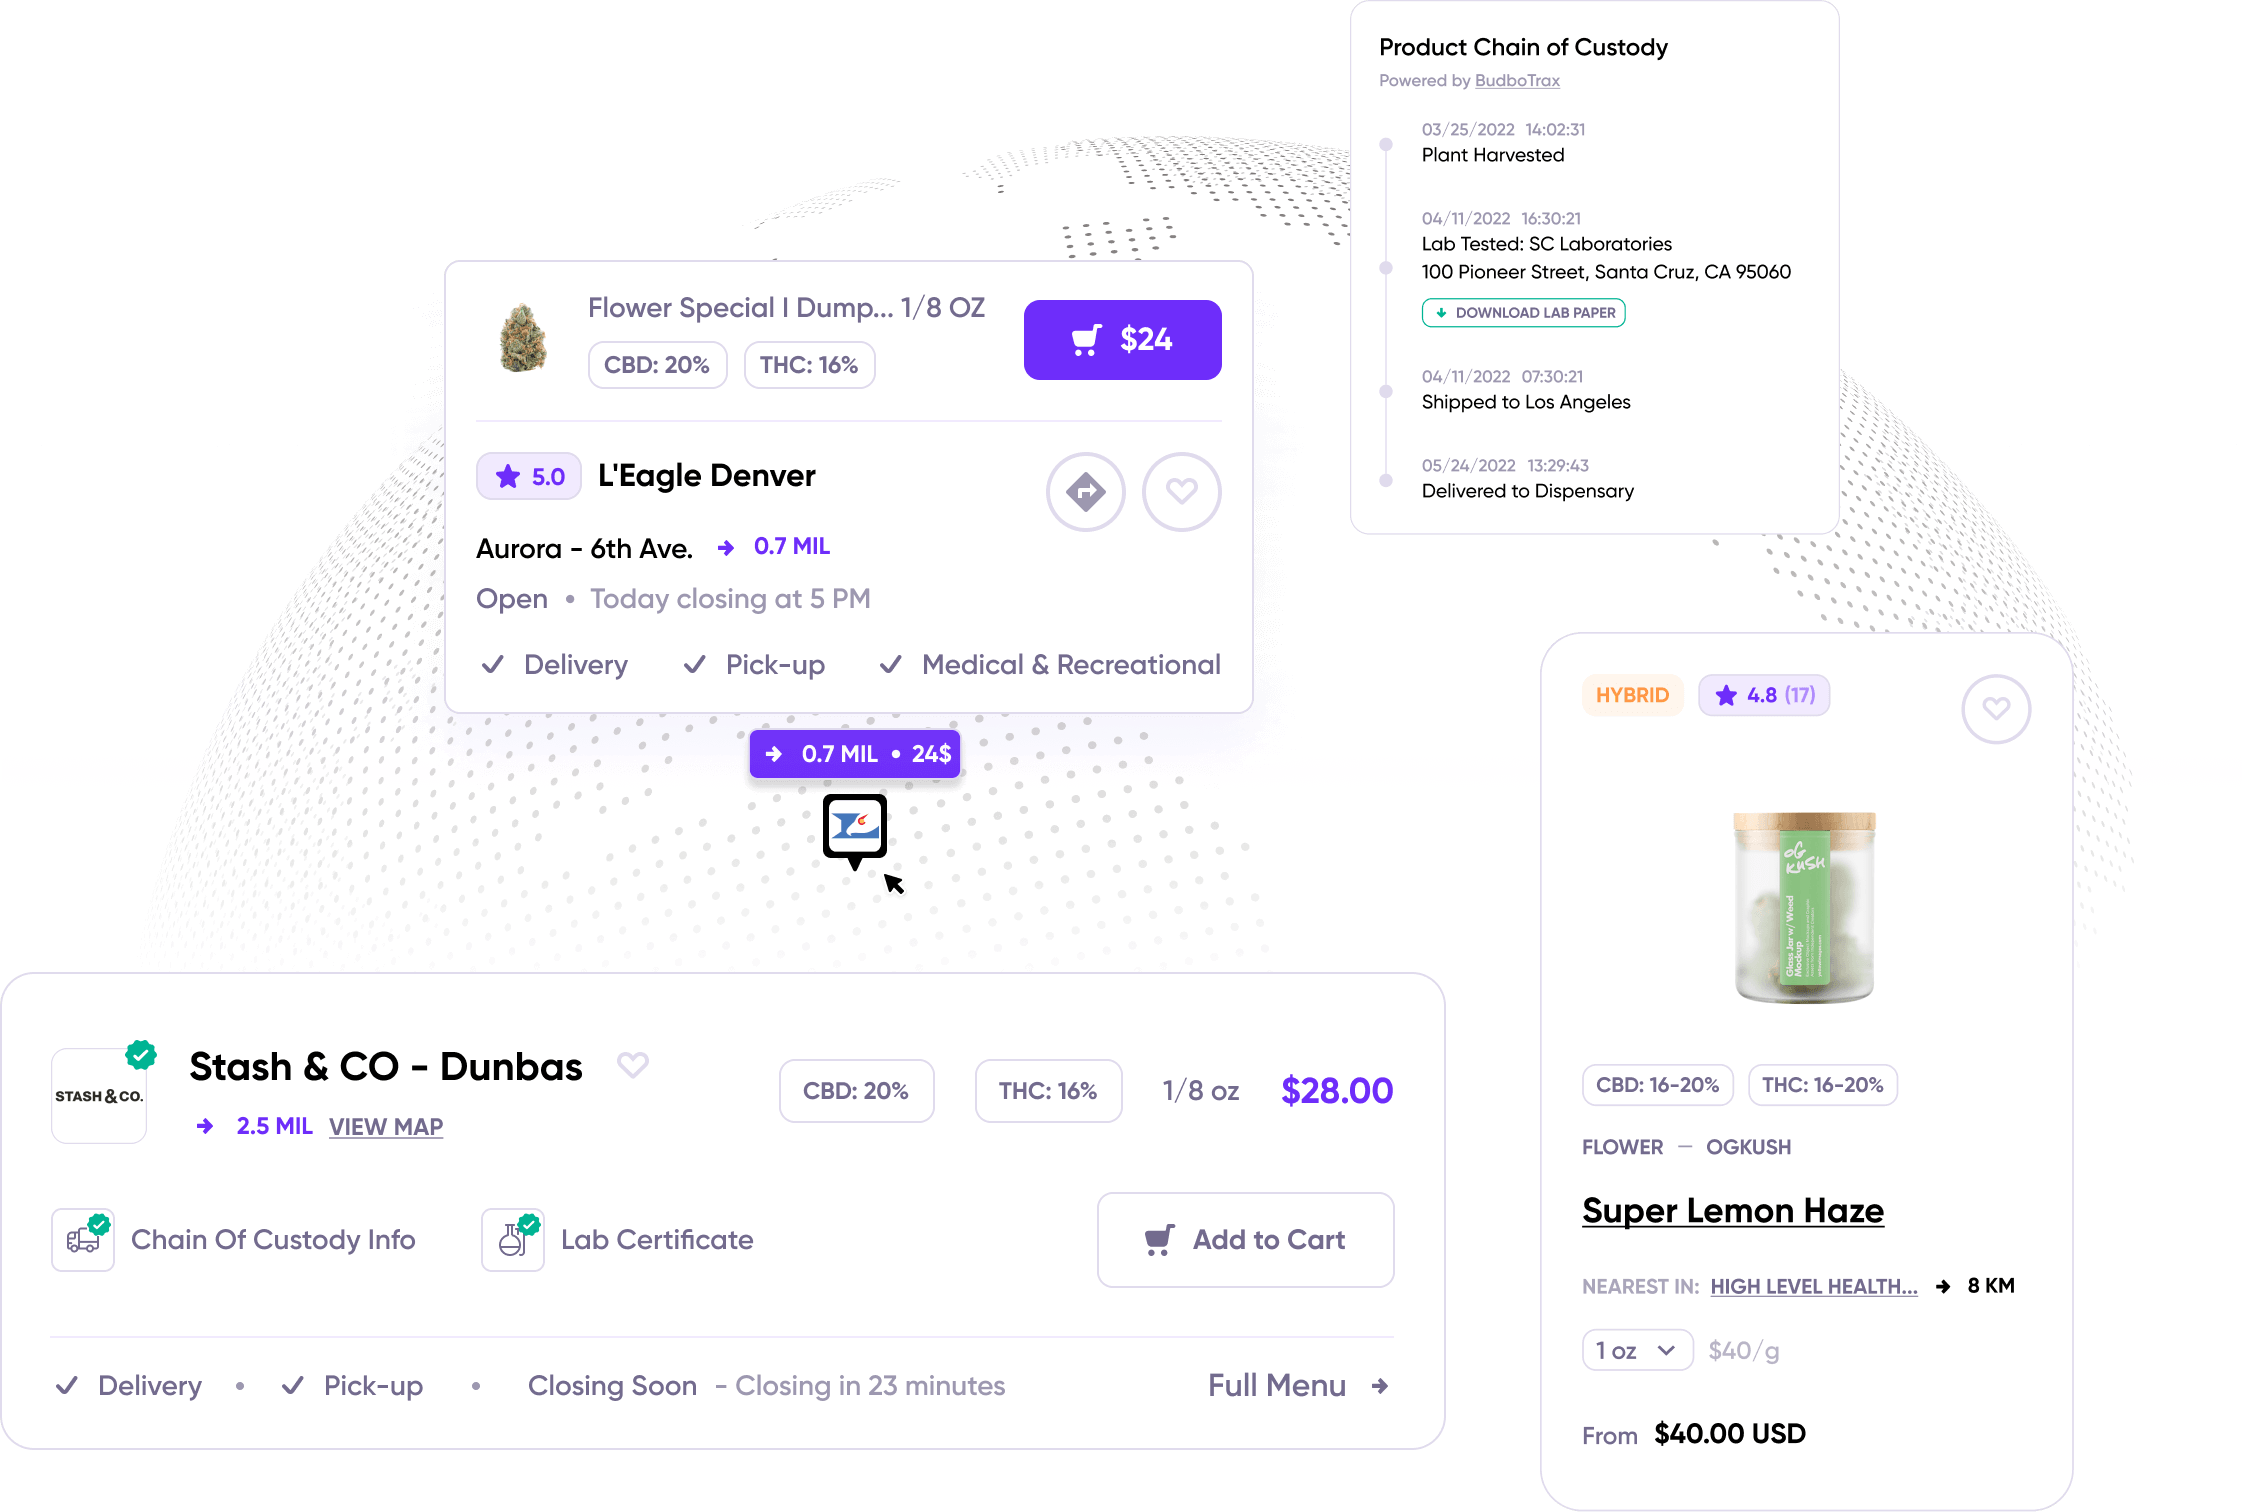 Product Chain of Custody
Powered by BudboTrax
03/25/2022 14:02:31
Plant Harvested
04/11/2022 16:30:21
Lab Tested: SC Laboratories
100 Pioneer Street, Santa Cruz, CA 95060
DOWNLOAD LAB PAPER
04/11/2022 07:30:21
Shipped to Los Angeles
05/24/2022 13:29:43
Delivered to Dispensary
Flower Special I Dump... 1/8 OZ
CBD: 20% THC: 16%
$24
5.0 L'Eagle Denver
Aurora - 6th Ave. 0.7 MIL
Open • Today closing at 5 PM
Delivery Pick-up Medical & Recreational
0.7 MIL • 24$
HYBRID 4.8 (17)
OG
KUSH
Glass Jar w/ Weed
Mockup
CBD: 16-20% THC: 16-20%
FLOWER — OGKUSH
Super Lemon Haze
NEAREST IN: HIGH LEVEL HEALTH... 8 KM
1 oz $40/g
From $40.00 USD
STASH & CO.
Stash & CO - Dunbas
2.5 MIL VIEW MAP
CBD: 20% THC: 16% 1/8 oz $28.00
Chain Of Custody Info Lab Certificate Add to Cart
Delivery • Pick-up • Closing Soon - Closing in 23 minutes Full Menu